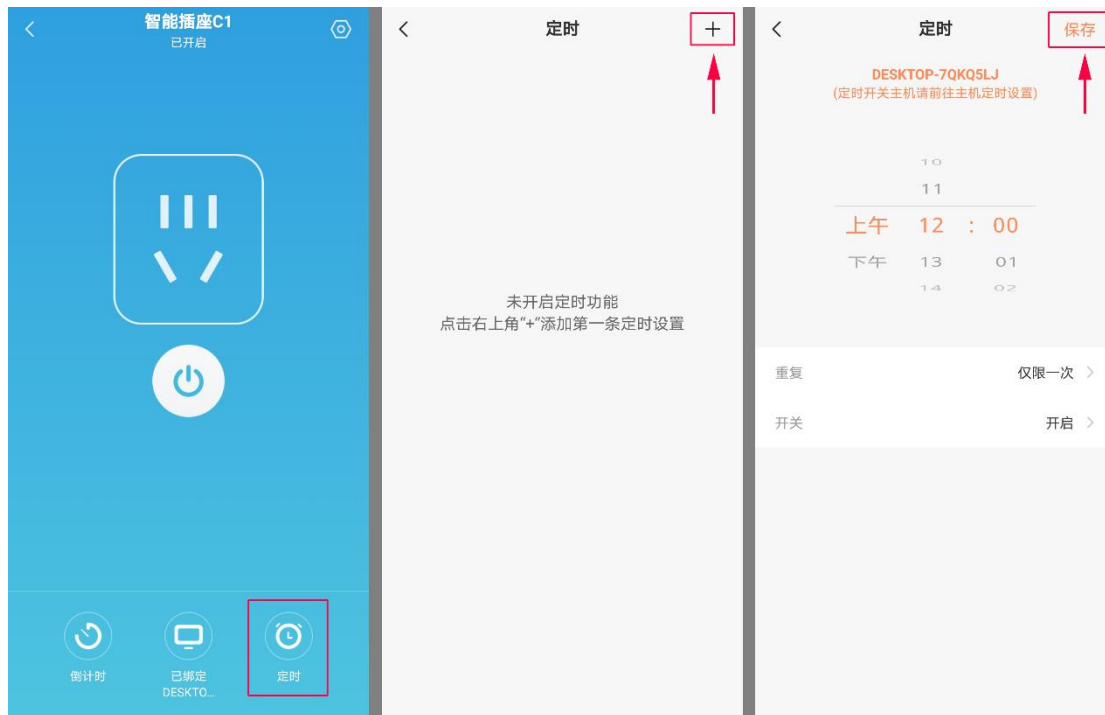 智能插座C1
已开启
倒计时
已绑定
DESKTO...
定时
定时
未开启定时功能
点击右上角“+”添加第一条定时设置
定时
保存
DESKTOP-7QKQ5LJ
(定时开关主机请前往主机定时设置)
10
11
上午 12 : 00
下午 13 01
14 02
重复 仅限一次
开关 开启